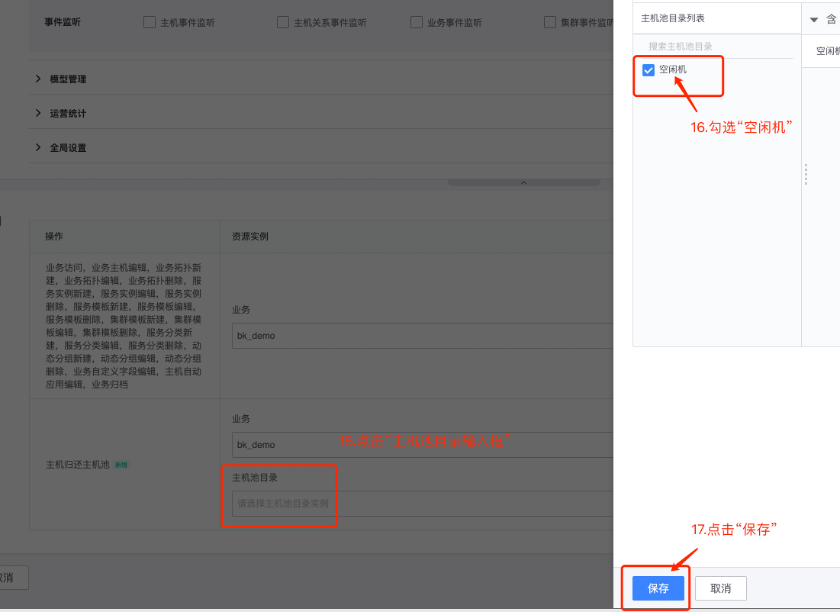 事件监听
主机事件监听
主机关系事件监听
业务事件监听
集群事件监听
模型管理
运营统计
全局设置
操作
资源实例
业务访问，业务主机编辑，业务拓扑新
建，业务拓扑编辑，业务拓扑删除，服
务实例新建，服务实例编辑，服务实例
删除，服务模板新建，服务模板编辑，
服务模板删除，集群模板新建，集群模
板编辑，集群模板删除，服务分类新
建，服务分类编辑，服务分类删除，动
态分组新建，动态分组编辑，动态分组
删除，业务自定义字段编辑，主机自动
应用编辑，业务归档
业务
bk_demo
主机归还主机池 新增
业务
bk_demo
15.点击“主机池目录输入框”
主机池目录
请选择主机池目录实例
取消
主机池目录列表
含
搜索主机池目录
空闲机
空闲机
16.勾选“空闲机”
17.点击“保存”
保存
取消